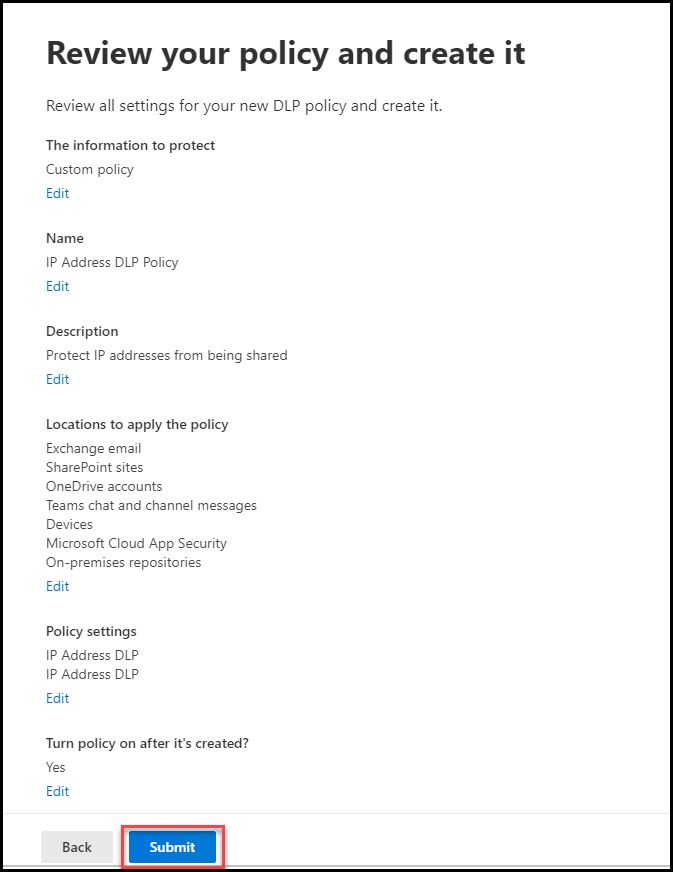 Review your policy and create it
Review all settings for your new DLP policy and create it.
The information to protect
Custom policy
Edit
Name
IP Address DLP Policy
Edit
Description
Protect IP addresses from being shared
Edit
Locations to apply the policy
Exchange email
SharePoint sites
OneDrive accounts
Teams chat and channel messages
Devices
Microsoft Cloud App Security
On-premises repositories
Edit
Policy settings
IP Address DLP
IP Address DLP
Edit
Turn policy on after it's created?
Yes
Edit
Back
Submit